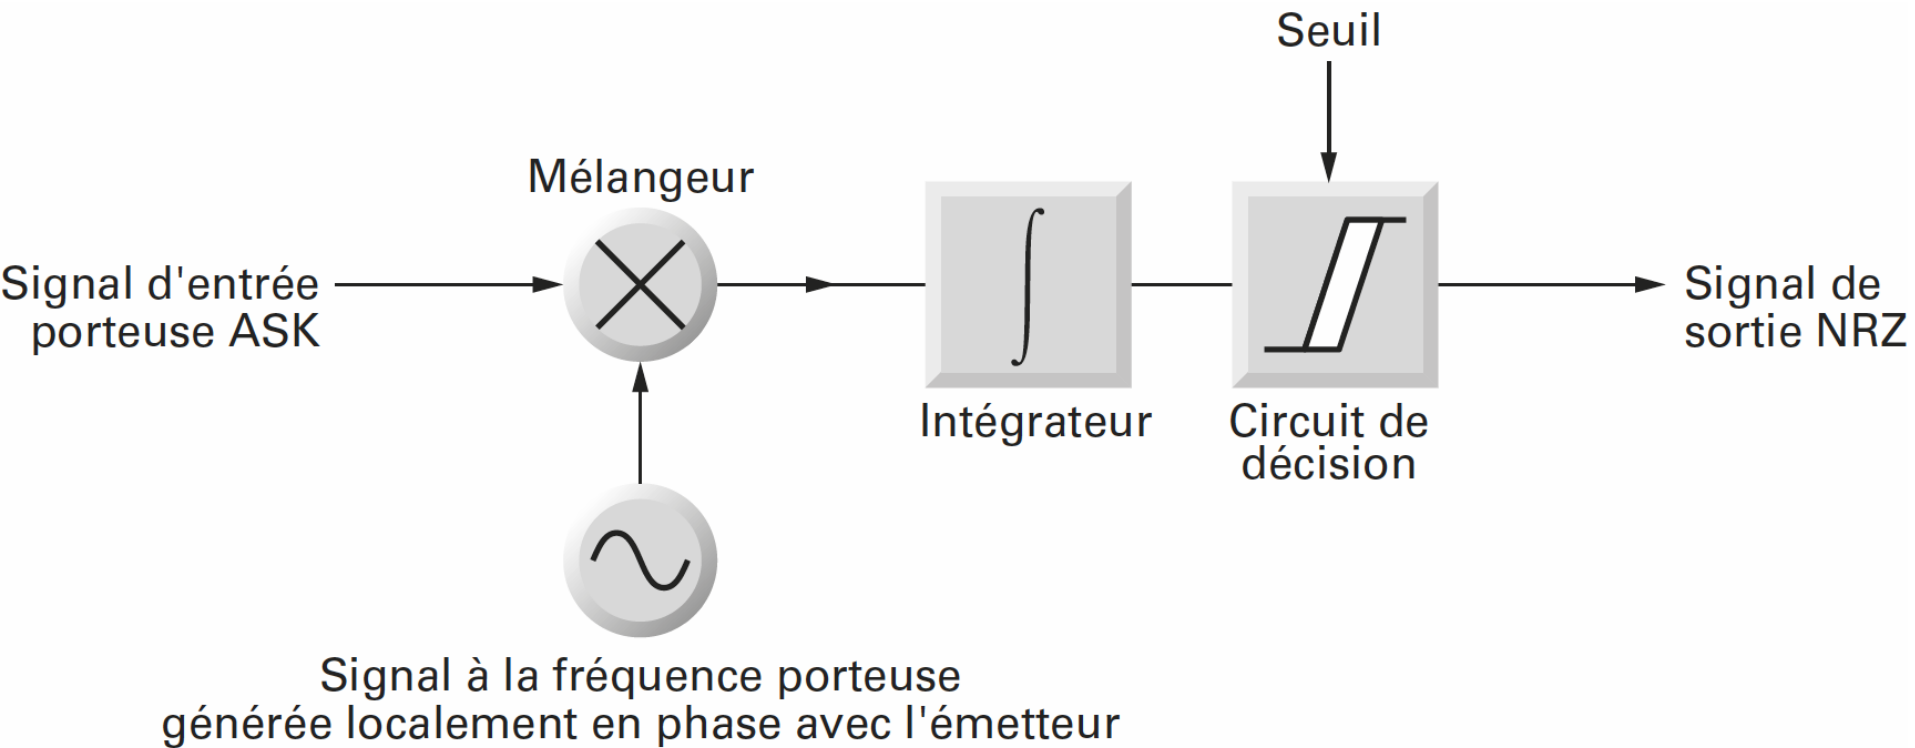 Seuil
Mélangeur
Signal d'entrée
porteuse ASK
Signal de
sortie NRZ
Intégrateur
Circuit de
décision
Signal à la fréquence porteuse
générée localement en phase avec l'émetteur